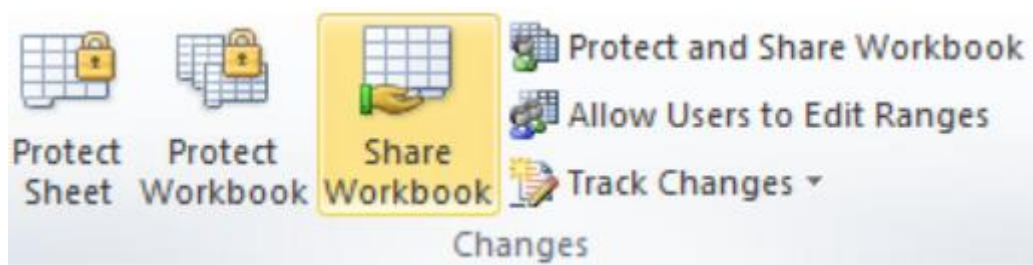 Protect
Sheet
Protect
Workbook
Share
Workbook
Protect and Share Workbook
Allow Users to Edit Ranges
Track Changes
Changes